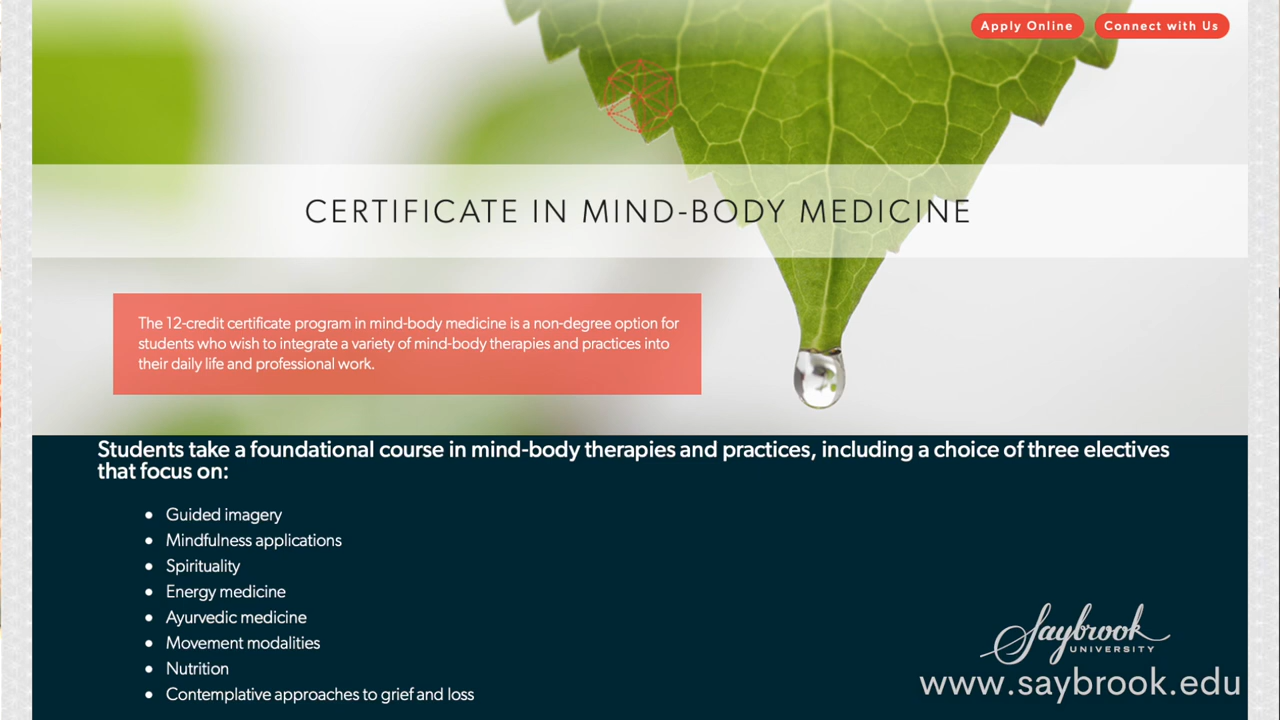 Apply Online
Connect with Us
CERTIFICATE IN MIND-BODY MEDICINE
The 12-credit certificate program in mind-body medicine is a non-degree option for
students who wish to integrate a variety of mind-body therapies and practices into
their daily life and professional work.
Students take a foundational course in mind-body therapies and practices, including a choice of three electives
that focus on:
• Guided imagery
• Mindfulness applications
• Spirituality
• Energy medicine
• Ayurvedic medicine
• Movement modalities
• Nutrition
• Contemplative approaches to grief and loss
Saybrook
UNIVERSITY
www.saybrook.edu